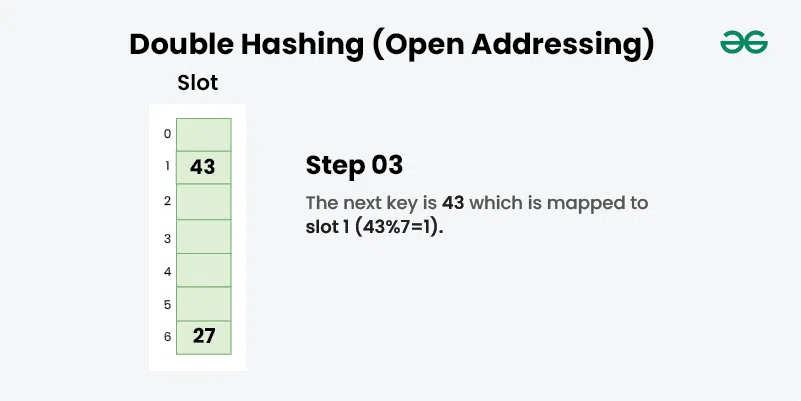 Double Hashing (Open Addressing)
Slot
0
1 43
2
3
4
5
6 27
Step 03
The next key is 43 which is mapped to
slot 1 (43%7=1).